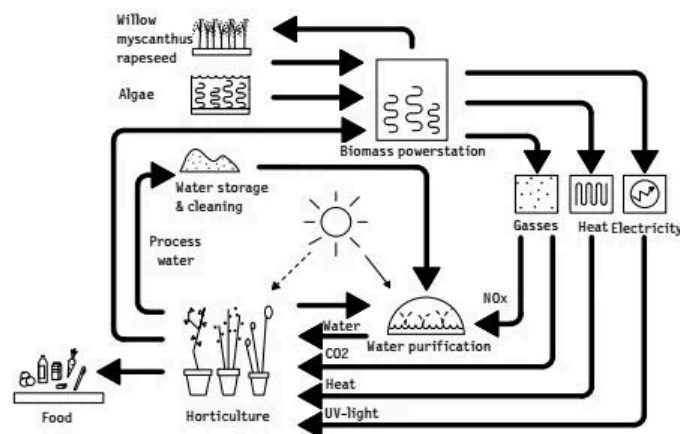 Willow
myscanthus
rapeseed
Algae
Biomass powerstation
Water storage
& cleaning
Process
water
Gasses
Heat
Electricity
NOx
Water
Water purification
CO2
Heat
UV-light
Horticulture
Food